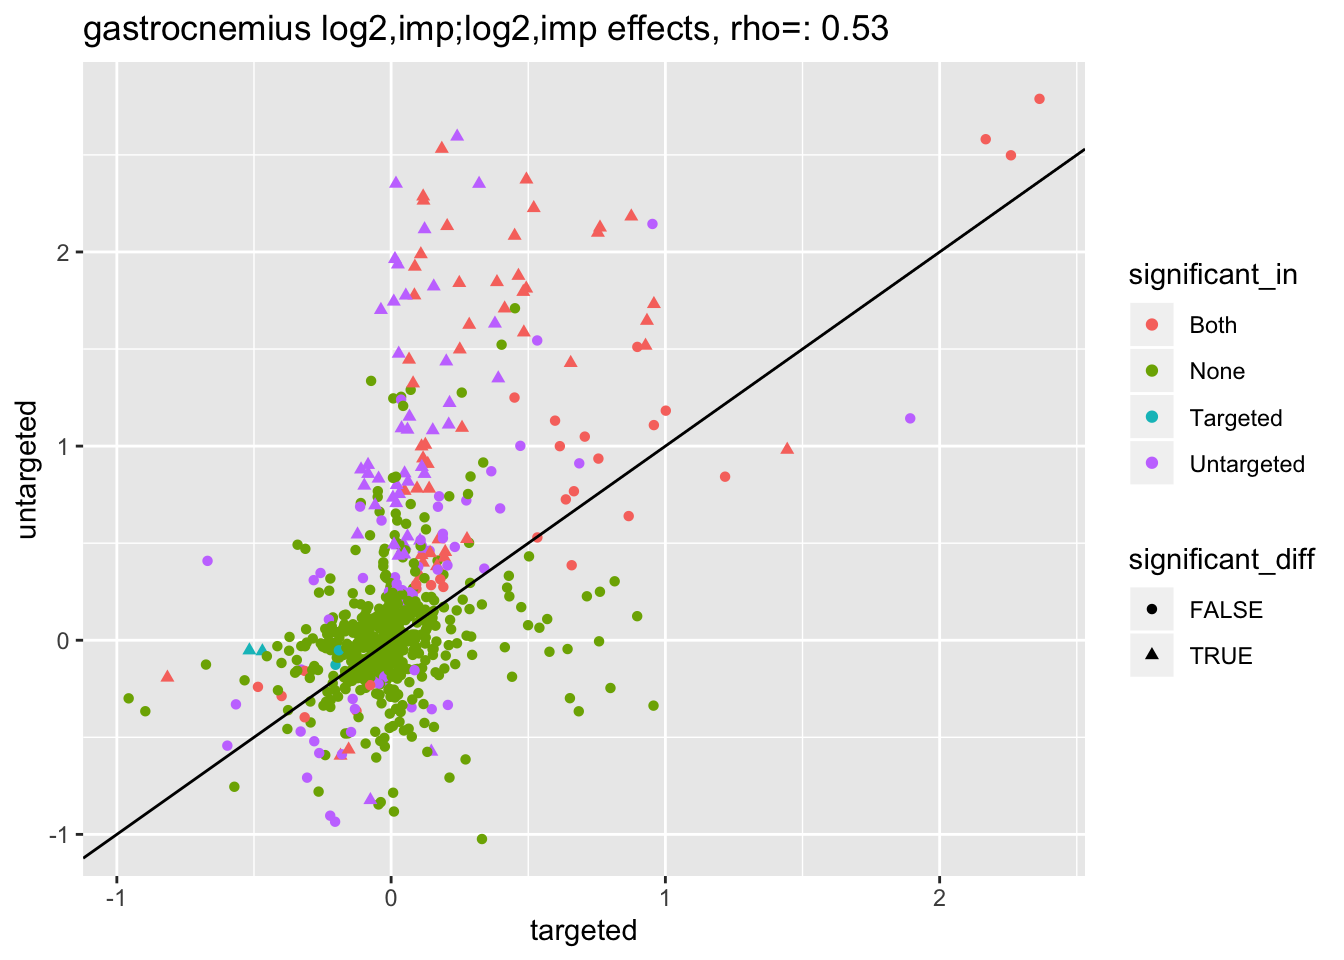 gastrocnemius log2,imp;log2,imp effects, rho=: 0.53
untargeted
2
1
0
-1
-1
0
1
2
targeted
significant_in
Both
None
Targeted
Untargeted
significant_diff
FALSE
TRUE